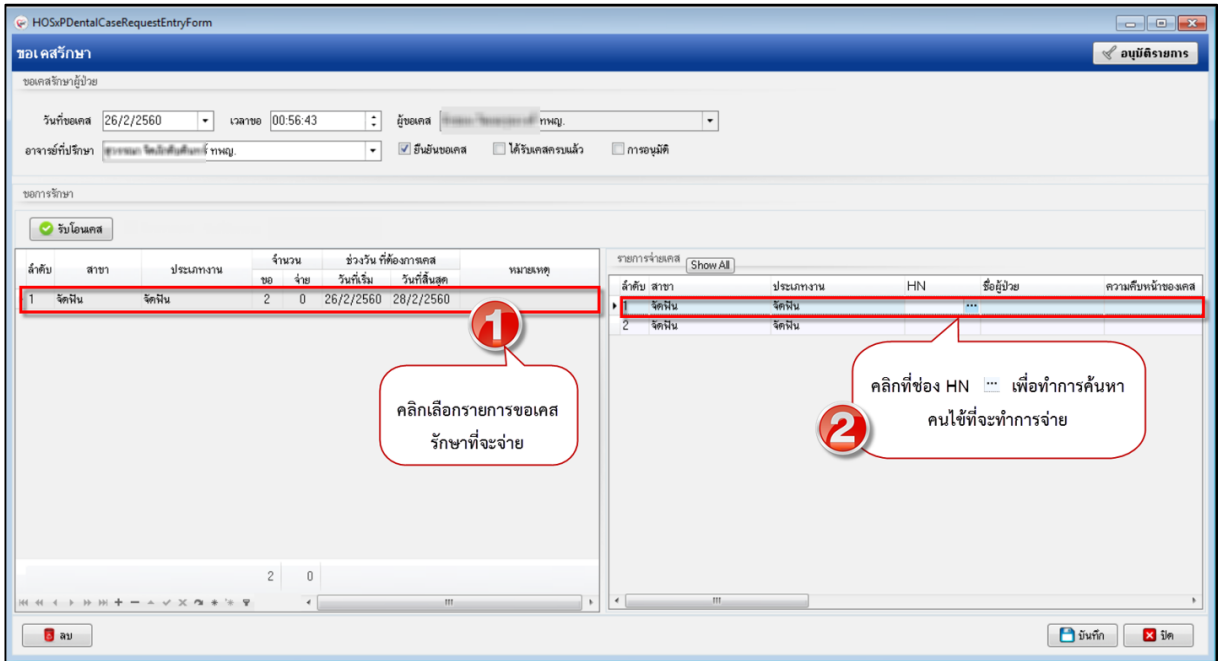 HOSxPDentalCaseRequestEntryForm
ขอเคสรักษา
อนุมัติรายการ
ขอเคสรักษาผู้ป่วย
วันที่ขอเคส 26/2/2560 เวลาขอ 00:56:43 ผู้ขอเคส ทพญ.
อาจารย์ที่ปรึกษา ทพญ. ยืนยันขอเคส ได้รับเคสครบแล้ว การอนุมัติ
ขอการรักษา
รับโอนเคส
จำนวน ช่วงวัน ที่ต้องการเคส
ลำดับ สาขา ประเภทงาน ขอ จ่าย วันที่เริ่ม วันที่สิ้นสุด หมายเหตุ
1 จัดฟัน จัดฟัน 2 0 26/2/2560 28/2/2560
1
คลิกเลือกรายการขอเคส
รักษาที่จะจ่าย
2 0
รายการจ่ายเคส Show All
ลำดับ สาขา ประเภทงาน HN ชื่อผู้ป่วย ความคืบหน้าของเคส
1 จัดฟัน จัดฟัน ...
2 จัดฟัน จัดฟัน
2
คลิกที่ช่อง HN ... เพื่อทำการค้นหา
คนไข้ที่จะทำการจ่าย
ลบ
บันทึก ปิด